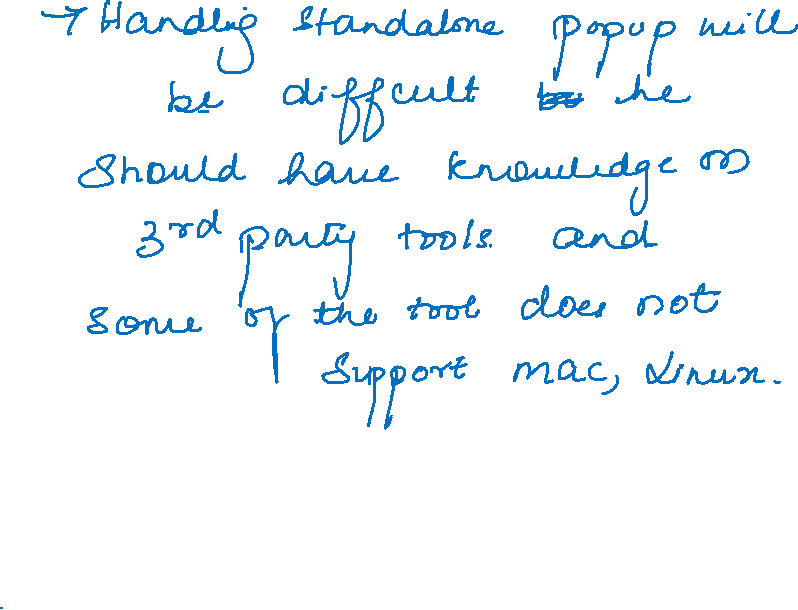 → Handling standalone popup will
be difficult he
should have knowledge on
3rd party tools. and
some of the tool does not
support mac, Linux.